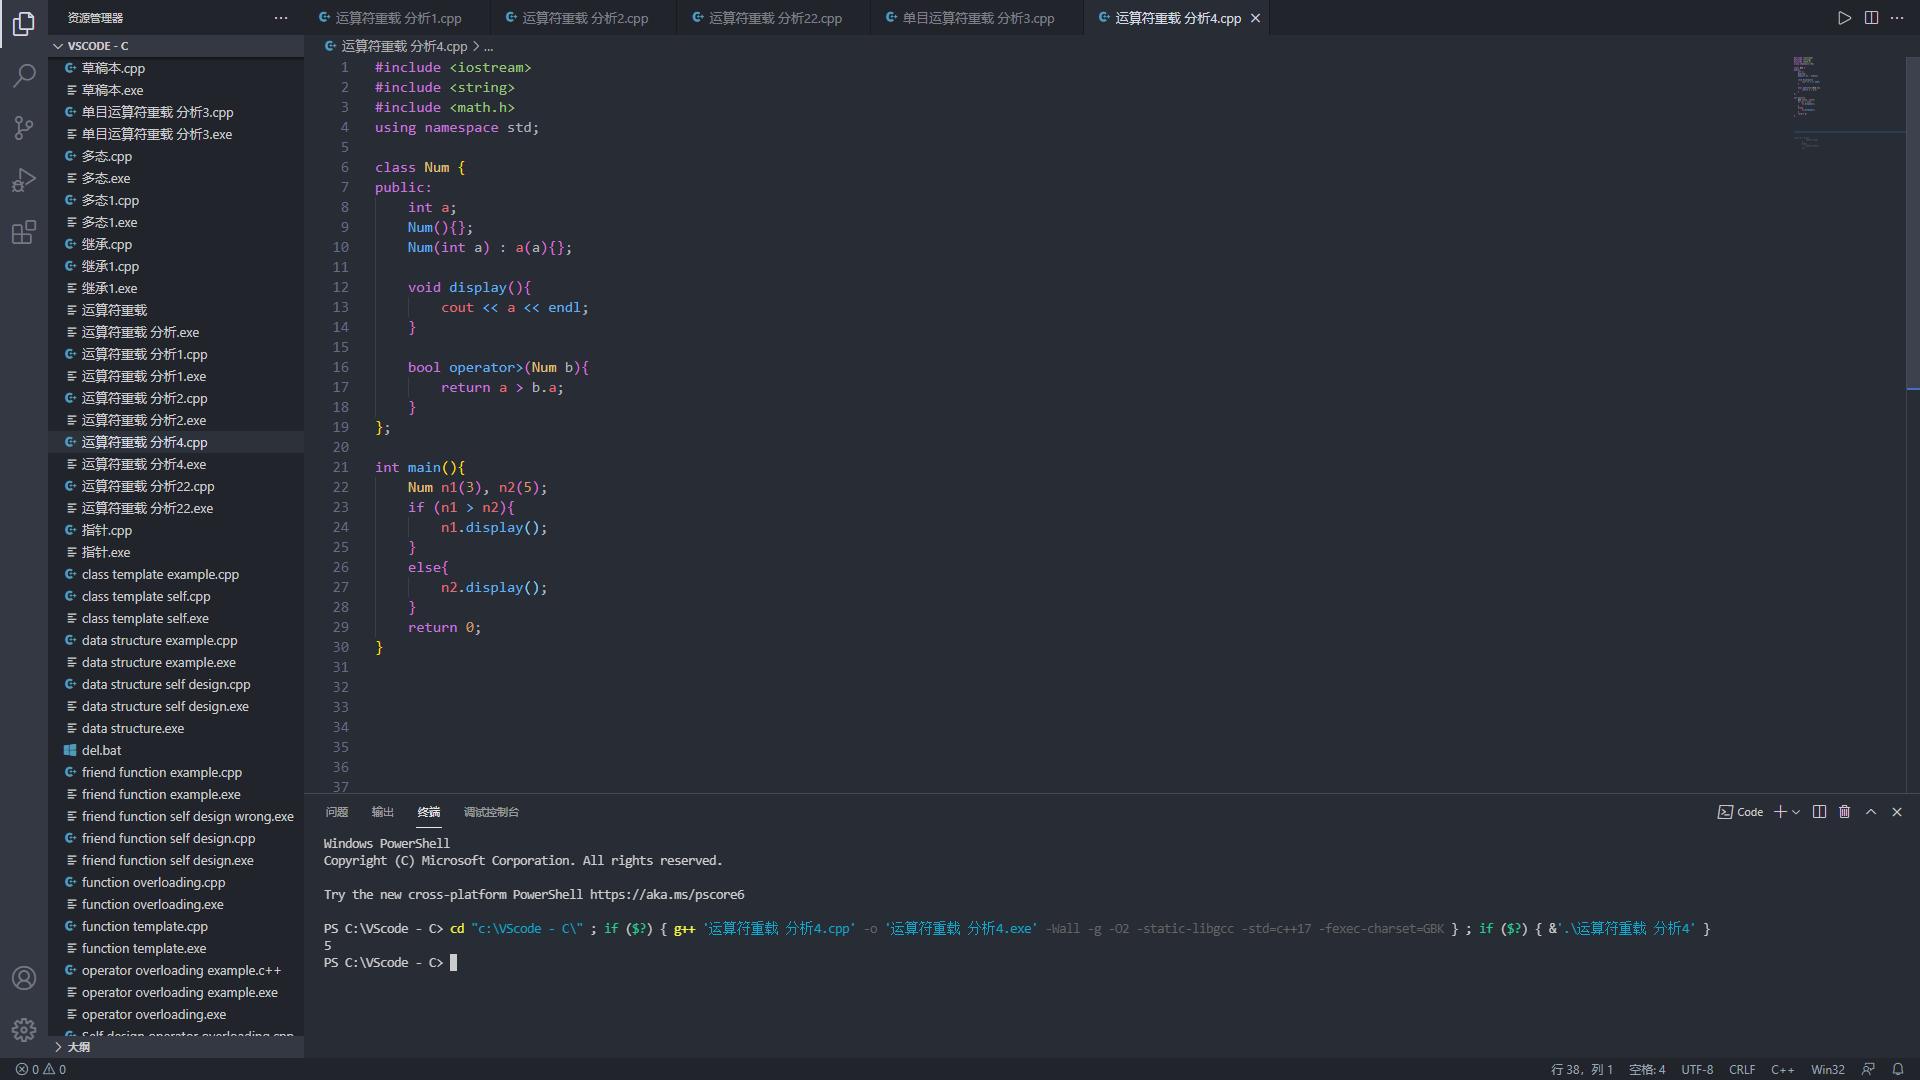 资源管理器
VSCODE - C
草稿本.cpp
草稿本.exe
单目运算符重载 分析3.cpp
单目运算符重载 分析3.exe
多态.cpp
多态.exe
多态1.cpp
多态1.exe
继承.cpp
继承1.cpp
继承1.exe
运算符重载
运算符重载 分析.exe
运算符重载 分析1.cpp
运算符重载 分析1.exe
运算符重载 分析2.cpp
运算符重载 分析2.exe
运算符重载 分析4.cpp
运算符重载 分析4.exe
运算符重载 分析22.cpp
运算符重载 分析22.exe
指针.cpp
指针.exe
class template example.cpp
class template self.cpp
class template self.exe
data structure example.cpp
data structure example.exe
data structure self design.cpp
data structure self design.exe
data structure.exe
del.bat
friend function example.cpp
friend function example.exe
friend function self design wrong.exe
friend function self design.cpp
friend function self design.exe
function overloading.cpp
function overloading.exe
function template.cpp
function template.exe
operator overloading example.c++
operator overloading example.exe
operator overloading.exe
Self design operator overloading.cpp
大纲
运算符重载 分析1.cpp 运算符重载 分析2.cpp 运算符重载 分析22.cpp 单目运算符重载 分析3.cpp 运算符重载 分析4.cpp
运算符重载 分析4.cpp > ...
1 #include <iostream>
2 #include <string>
3 #include <math.h>
4 using namespace std;
5
6 class Num {
7 public:
8 int a;
9 Num(){};
10 Num(int a) : a(a){};
11
12 void display(){
13 cout << a << endl;
14 }
15
16 bool operator>(Num b){
17 return a > b.a;
18 }
19 };
20
21 int main(){
22 Num n1(3), n2(5);
23 if (n1 > n2){
24 n1.display();
25 }
26 else{
27 n2.display();
28 }
29 return 0;
30 }
31
32
33
34
35
36
37
问题 输出 终端 调试控制台 Code
Windows PowerShell
Copyright (C) Microsoft Corporation. All rights reserved.
Try the new cross-platform PowerShell https://aka.ms/pscore6
PS C:\VScode - C> cd "c:\VScode - C\" ; if ($?) { g++ '运算符重载 分析4.cpp' -o '运算符重载 分析4.exe' -Wall -g -O2 -static-libgcc -std=c++17 -fexec-charset=GBK } ; if ($?) { &'.\运算符重载 分析4' }
5
PS C:\VScode - C>
0 0 行 38，列 1 空格: 4 UTF-8 CRLF C++ Win32